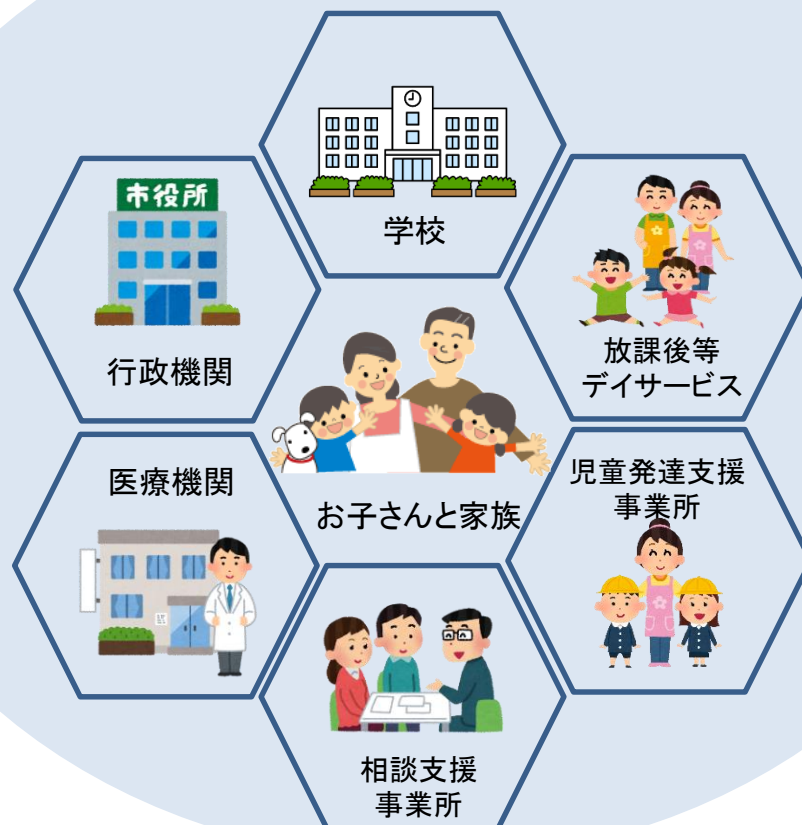 学校
市役所
行政機関
放課後等
デイサービス
医療機関
お子さんと家族
児童発達支援
事業所
相談支援
事業所